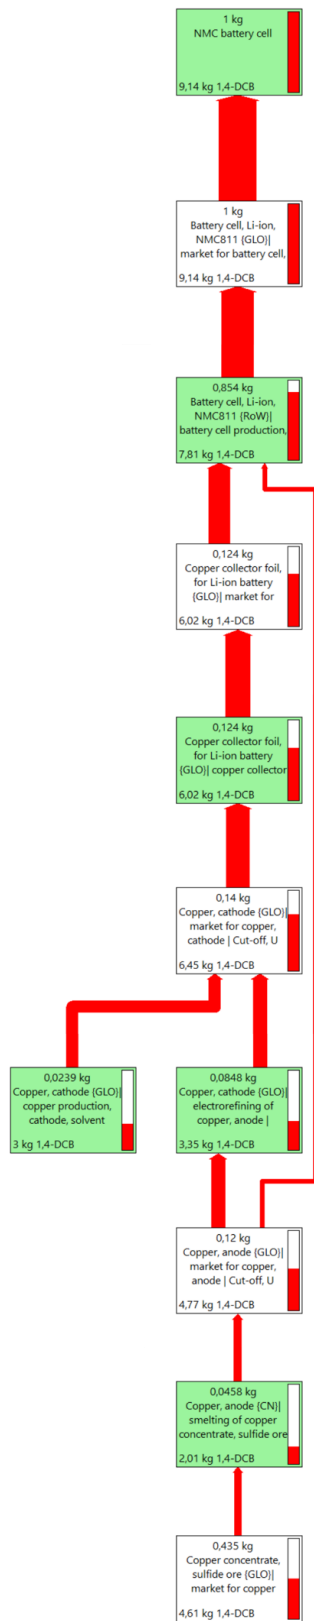 1 kg
NMC battery cell
9,14 kg 1,4-DCB
1 kg
Battery cell, Li-ion,
NMC811 {GLO}|
market for battery cell,
9,14 kg 1,4-DCB
0,854 kg
Battery cell, Li-ion,
NMC811 {RoW}|
battery cell production,
7,81 kg 1,4-DCB
0,124 kg
Copper collector foil,
for Li-ion battery
{GLO}| market for
6,02 kg 1,4-DCB
0,124 kg
Copper collector foil,
for Li-ion battery
{GLO}| copper collector
6,02 kg 1,4-DCB
0,14 kg
Copper, cathode {GLO}|
market for copper,
cathode | Cut-off, U
6,45 kg 1,4-DCB
0,0239 kg
Copper, cathode {GLO}|
copper production,
cathode, solvent
3 kg 1,4-DCB
0,0848 kg
Copper, cathode {GLO}|
electrorefining of
copper, anode |
3,35 kg 1,4-DCB
0,12 kg
Copper, anode {GLO}|
market for copper,
anode | Cut-off, U
4,77 kg 1,4-DCB
0,0458 kg
Copper, anode {CN}|
smelting of copper
concentrate, sulfide ore
2,01 kg 1,4-DCB
0,435 kg
Copper concentrate,
sulfide ore {GLO}|
market for copper
4,61 kg 1,4-DCB